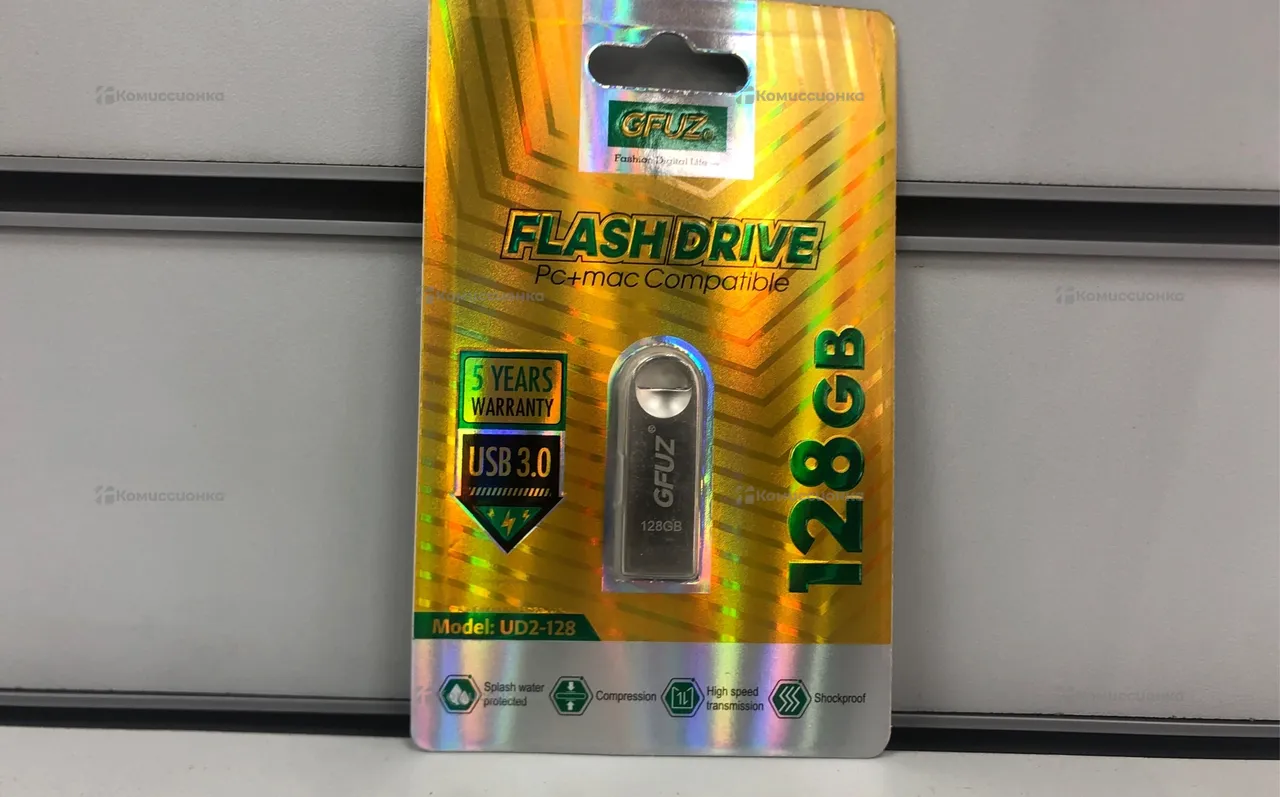 Комиссионка
Комиссионка
GFUZ®
Fashion Digital Life
FLASH DRIVE
Pc+mac Compatible
Комиссионка
Комиссионка
5 YEARS
WARRANTY
USB 3.0
GFUZ®
128GB
128GB
Комиссионка
Комиссионка
Model: UD2-128
Splash water
protected
Compression
High speed
transmission
Shockproof